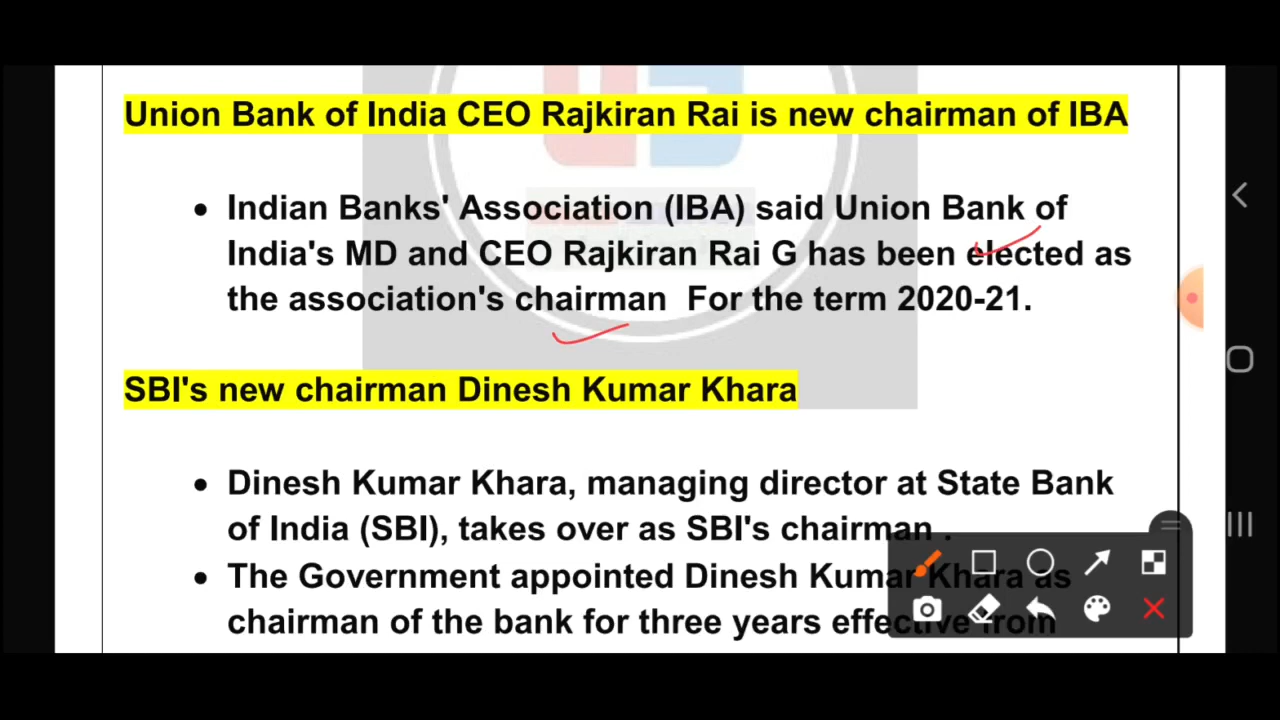 Union Bank of India CEO Rajkiran Rai is new chairman of IBA
• Indian Banks' Association (IBA) said Union Bank of
India's MD and CEO Rajkiran Rai G has been elected as
the association's chairman For the term 2020-21.
SBI's new chairman Dinesh Kumar Khara
• Dinesh Kumar Khara, managing director at State Bank
of India (SBI), takes over as SBI's chairman .
• The Government appointed Dinesh Kumar Khara as
chairman of the bank for three years effective from